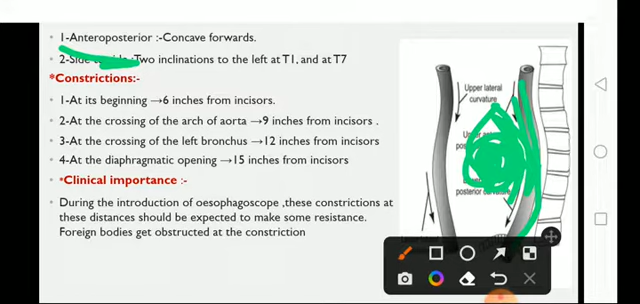 1-Anteroposterior :-Concave forwards.
2-Side Two inclinations to the left at T1, and at T7
*Constrictions:-
1-At its beginning →6 inches from incisors.
2-At the crossing of the arch of aorta →9 inches from incisors .
3-At the crossing of the left bronchus →12 inches from incisors
4-At the diaphragmatic opening →15 inches from incisors
*Clinical importance :-
During the introduction of oesophagoscope ,these constrictions at
these distances should be expected to make some resistance.
Foreign bodies get obstructed at the constriction
Upper lateral
curvature